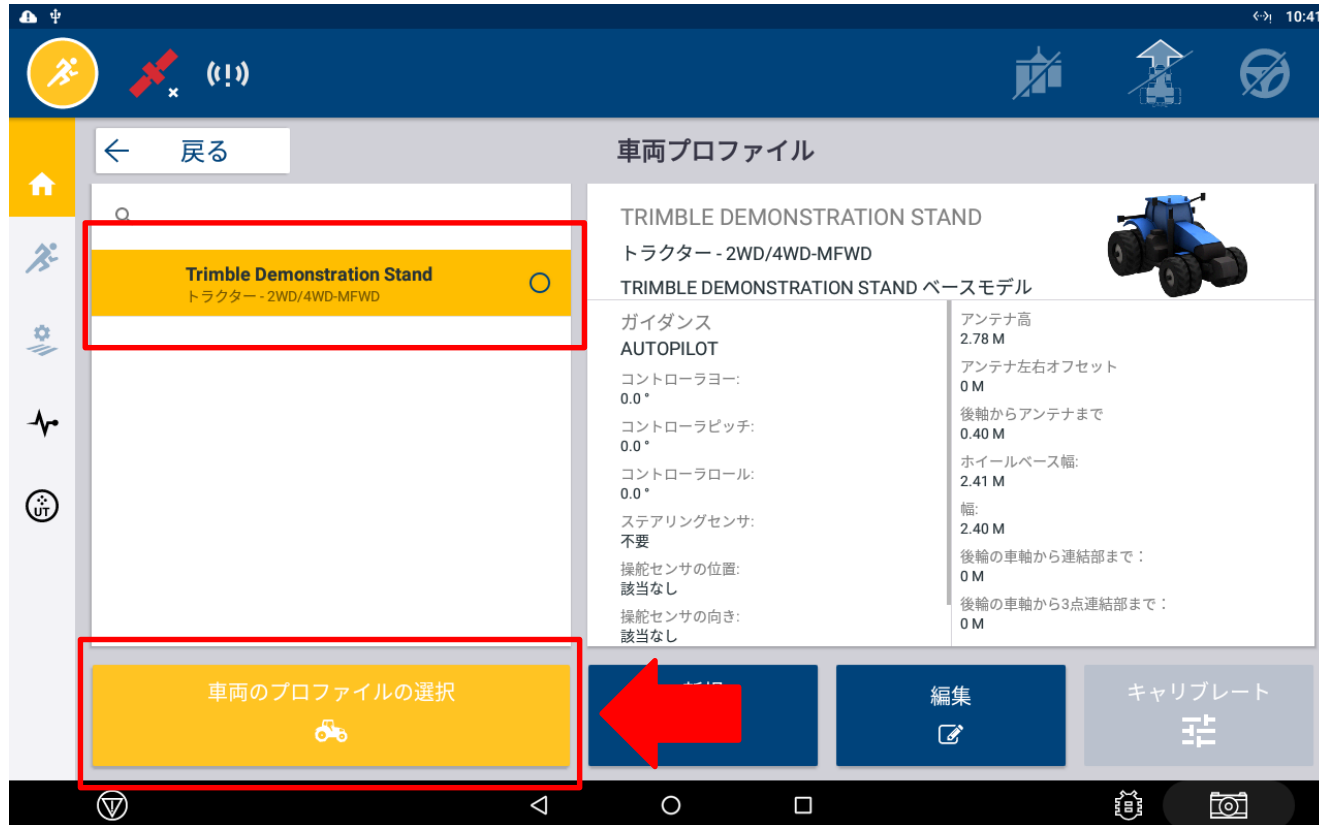 10:41
戻る
車両プロファイル
Trimble Demonstration Stand
トラクター - 2WD/4WD-MFWD
TRIMBLE DEMONSTRATION STAND
トラクター - 2WD/4WD-MFWD
TRIMBLE DEMONSTRATION STAND ベースモデル
ガイダンス
AUTOPILOT
コントローラヨー:
0.0 °
コントローラピッチ:
0.0 °
コントローラロール:
0.0 °
ステアリングセンサ:
不要
操舵センサの位置:
該当なし
操舵センサの向き:
該当なし
アンテナ高
2.78 M
アンテナ左右オフセット
0 M
後軸からアンテナまで
0.40 M
ホイールベース幅:
2.41 M
幅:
2.40 M
後輪の車軸から連結部まで：
0 M
後輪の車軸から3点連結部まで：
0 M
UT
車両のプロファイルの選択
編集
キャリブレート